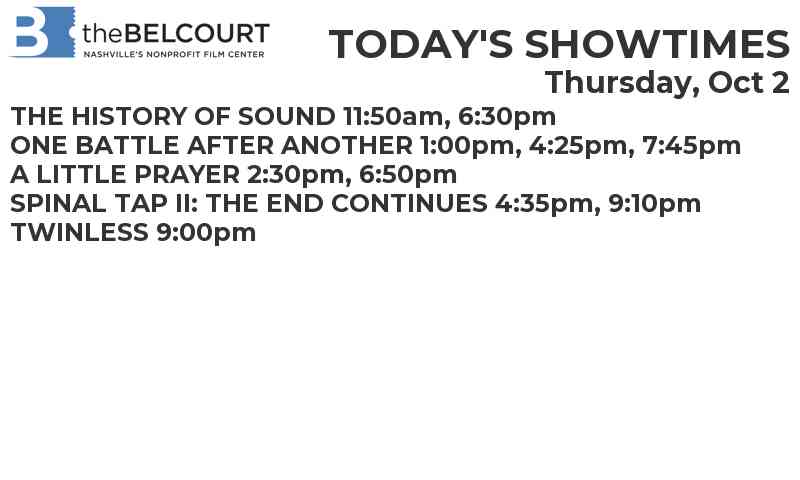 B theBELCOURT
NASHVILLE'S NONPROFIT FILM CENTER
TODAY'S SHOWTIMES
Thursday, Oct 2
THE HISTORY OF SOUND 11:50am, 6:30pm
ONE BATTLE AFTER ANOTHER 1:00pm, 4:25pm, 7:45pm
A LITTLE PRAYER 2:30pm, 6:50pm
SPINAL TAP II: THE END CONTINUES 4:35pm, 9:10pm
TWINLESS 9:00pm